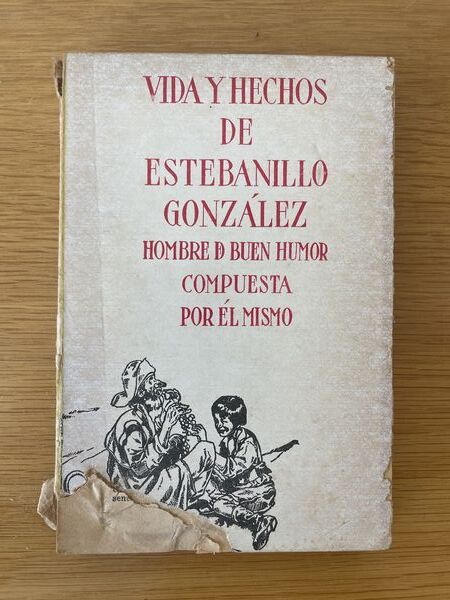 VIDA Y HECHOS
DE
ESTEBANILLO
GONZÁLEZ
HOMBRE D BUEN HUMOR
COMPUESTA
POR ÉL MISMO